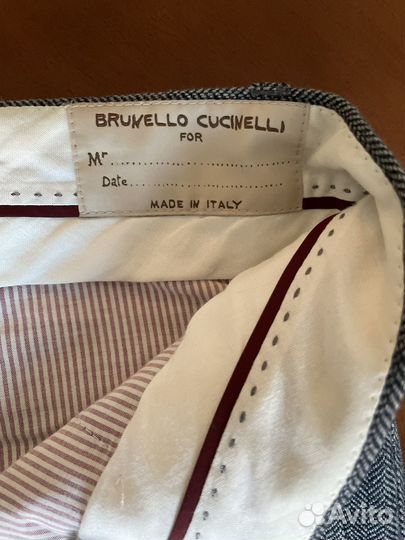 BRUNELLO CUCINELLI
FOR
Mr..............................
Date..............................
MADE IN ITALY
Avito